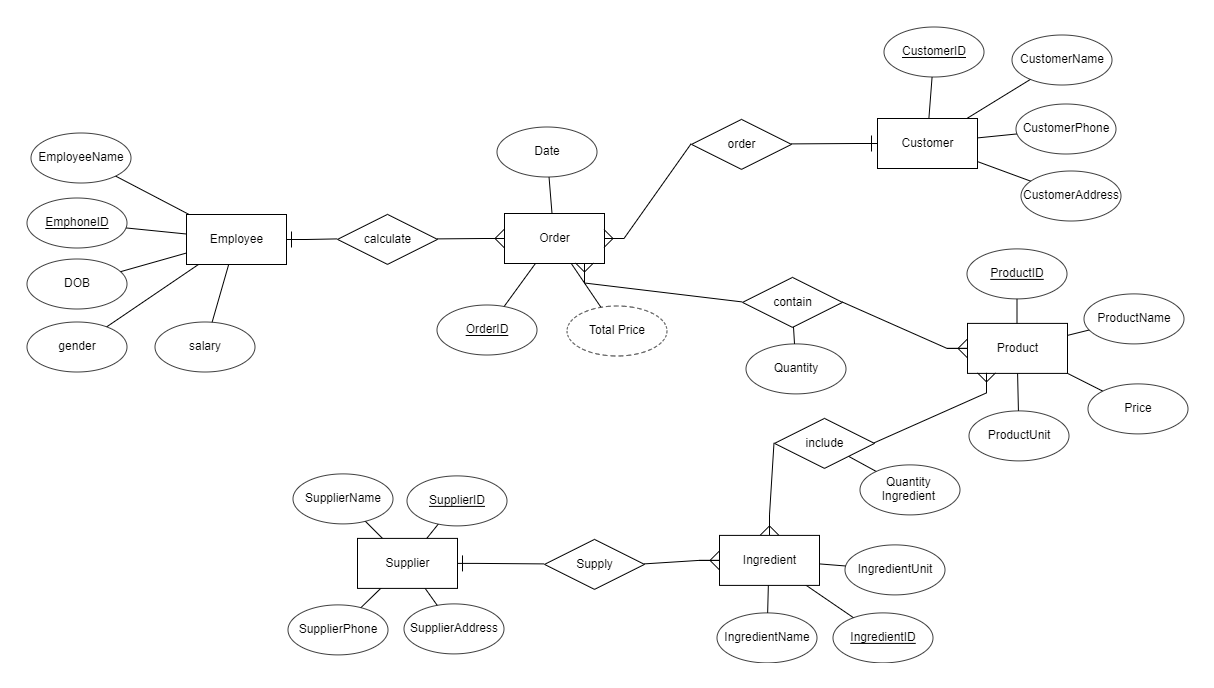 CustomerID
CustomerName
CustomerPhone
order
Customer
Date
EmployeeName
CustomerAddress
EmphoneID
Employee
calculate
Order
DOB
ProductID
contain
ProductName
OrderID
Total Price
gender
salary
Product
Quantity
Price
ProductUnit
include
Quantity
Ingredient
SupplierName
SupplierID
Supplier
Supply
Ingredient
IngredientUnit
SupplierPhone
SupplierAddress
IngredientName
IngredientID